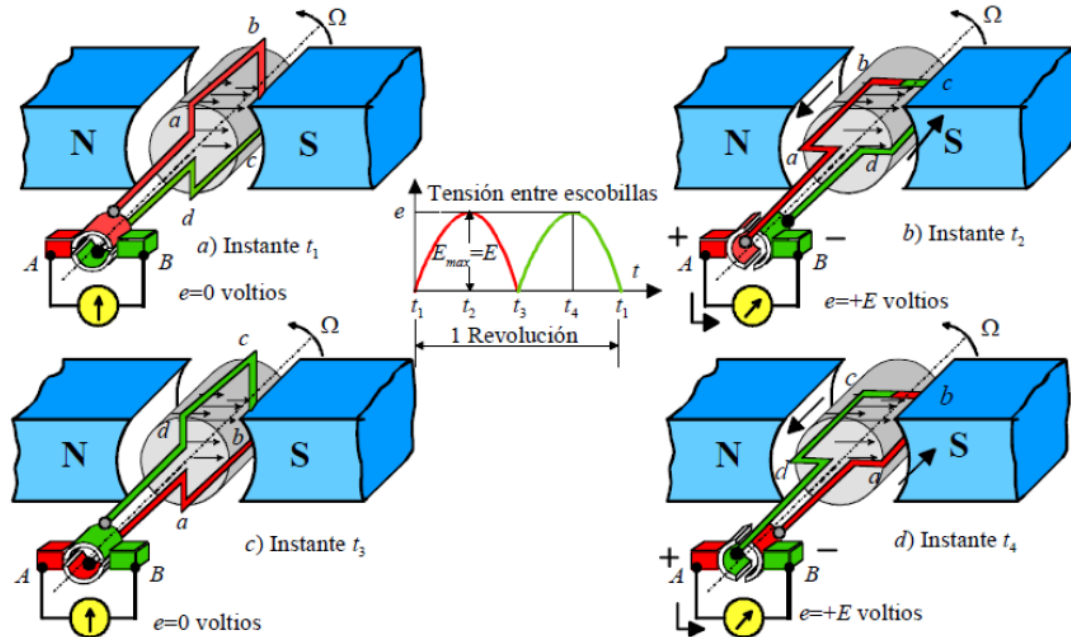 b
Ω
a
N
S
c
d
A
B
a) Instante t₁
e=0 voltios
Tensión entre escobillas
e
Eₘₐₓ=E
t
t₁ t₂ t₃ t₄ t₁
1 Revolución
Ω
b
c
N
a
d
S
+
−
A
B
b) Instante t₂
e=+E voltios
c
Ω
d
b
N
S
a
A
B
c) Instante t₃
e=0 voltios
Ω
c
b
N
S
d
a
+
−
A
B
d) Instante t₄
e=+E voltios